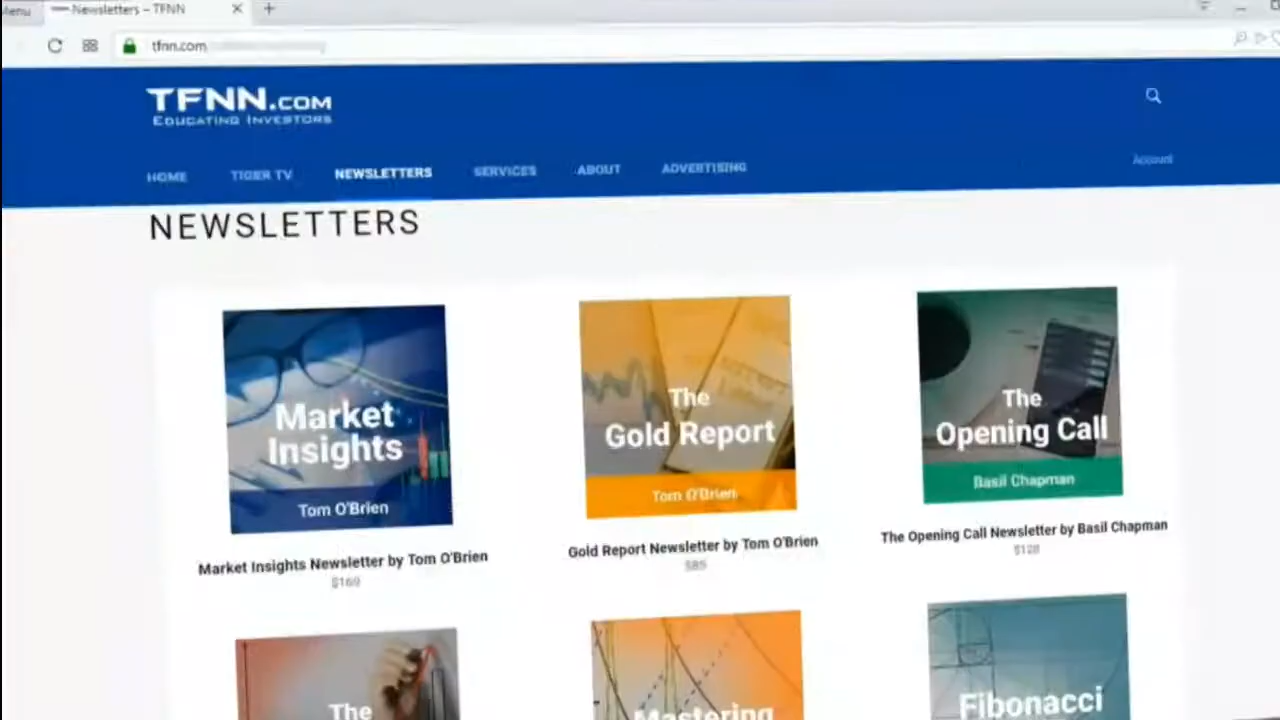 Menu
Newsletters – TFNN
tfnn.com
TFNN.COM
EDUCATING INVESTORS
HOME TIGER TV NEWSLETTERS SERVICES ABOUT ADVERTISING
Account
NEWSLETTERS
Market
Insights
Tom O'Brien
Market Insights Newsletter by Tom O'Brien
$169
The
Gold Report
Tom O'Brien
Gold Report Newsletter by Tom O'Brien
$85
The
Opening Call
Basil Chapman
The Opening Call Newsletter by Basil Chapman
$128
The
Mastering
Fibonacci